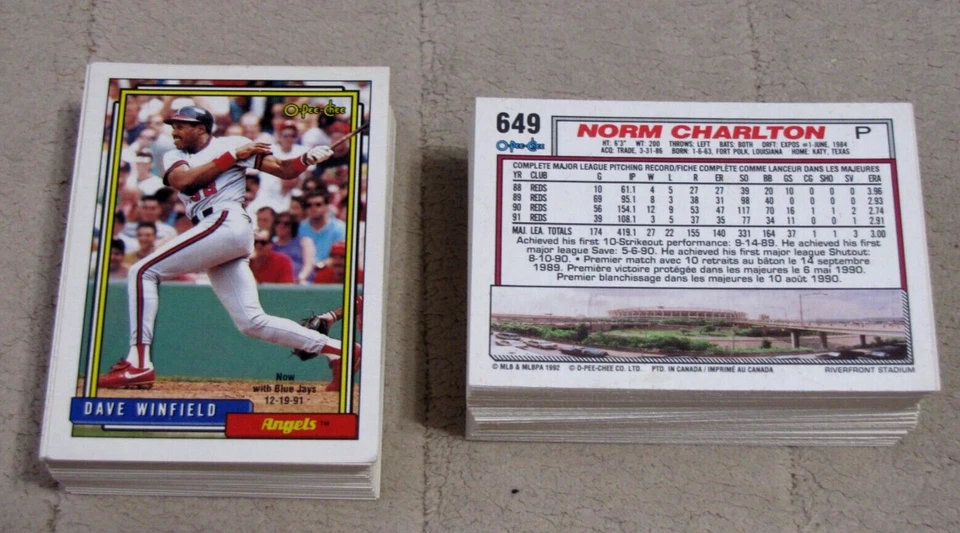 O-Pee-Chee
Now
with Blue Jays
12-19-91
DAVE WINFIELD
Angels™
649
O-Pee-Chee
NORM CHARLTON
P
HT: 6'3" WT: 200 THROWS: LEFT BATS: BOTH DRFT: EXPOS #1-JUNE, 1984
ACQ: TRADE, 3-31-86 BORN: 1-6-63, FORT POLK, LOUISIANA HOME: KATY, TEXAS
COMPLETE MAJOR LEAGUE PITCHING RECORD/FICHE COMPLETE COMME LANCEUR DANS LES MAJEURES
YR CLUB G IP W L R ER SO BB GS CG SHO SV ERA
88 REDS 10 61.1 4 5 27 27 39 20 10 0 0 0 3.96
89 REDS 69 95.1 8 3 38 31 98 40 0 0 0 0 2.93
90 REDS 56 154.1 12 9 53 47 117 70 16 1 1 2 2.74
91 REDS 39 108.1 3 5 37 35 77 34 11 0 0 1 2.91
MAJ. LEA. TOTALS 174 419.1 27 22 155 140 331 164 37 1 1 3 3.00
Achieved his first 10-Strikeout performance: 9-14-89. He achieved his first
major league Save: 5-6-90. He achieved his first major league Shutout:
8-10-90. • Premier match avec 10 retraits au bâton le 14 septembre
1989. Première victoire protégée dans les majeures le 6 mai 1990.
Premier blanchissage dans les majeures le 10 août 1990.
© MLB & MLBPA 1992 © O-PEE-CHEE CO. LTD. PTD. IN CANADA / IMPRIMÉ AU CANADA
RIVERFRONT STADIUM